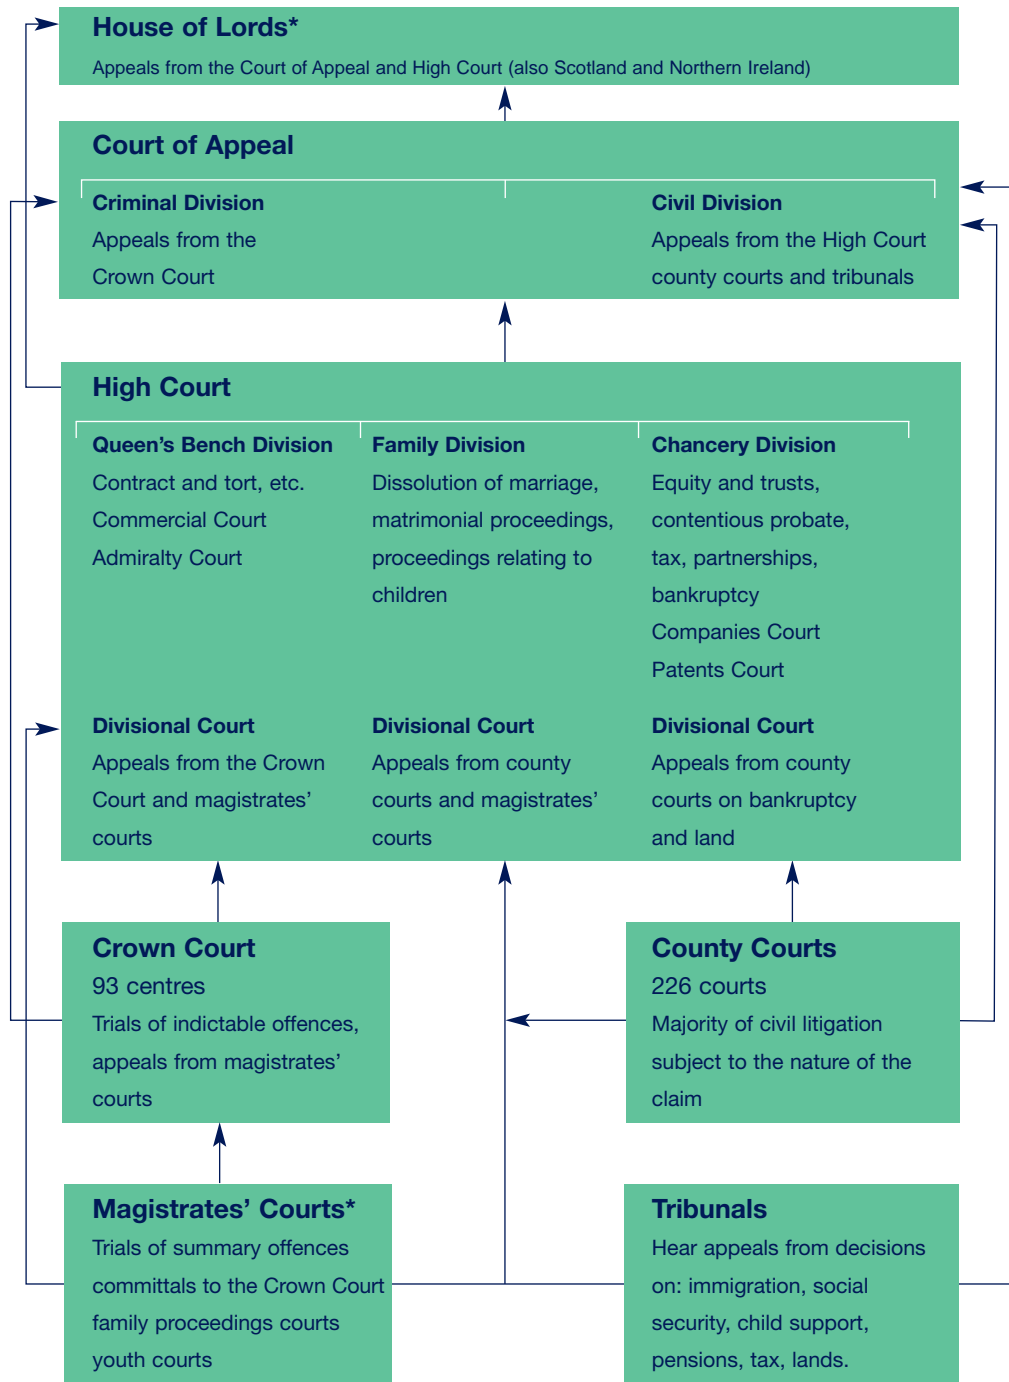 House of Lords*
Appeals from the Court of Appeal and High Court (also Scotland and Northern Ireland)
Court of Appeal
Criminal Division
Appeals from the
Crown Court
Civil Division
Appeals from the High Court
county courts and tribunals
High Court
Queen’s Bench Division
Contract and tort, etc.
Commercial Court
Admiralty Court
Family Division
Dissolution of marriage,
matrimonial proceedings,
proceedings relating to
children
Chancery Division
Equity and trusts,
contentious probate,
tax, partnerships,
bankruptcy
Companies Court
Patents Court
Divisional Court
Appeals from the Crown
Court and magistrates’
courts
Divisional Court
Appeals from county
courts and magistrates’
courts
Divisional Court
Appeals from county
courts on bankruptcy
and land
Crown Court
93 centres
Trials of indictable offences,
appeals from magistrates’
courts
County Courts
226 courts
Majority of civil litigation
subject to the nature of the
claim
Magistrates’ Courts*
Trials of summary offences
committals to the Crown Court
family proceedings courts
youth courts
Tribunals
Hear appeals from decisions
on: immigration, social
security, child support,
pensions, tax, lands.